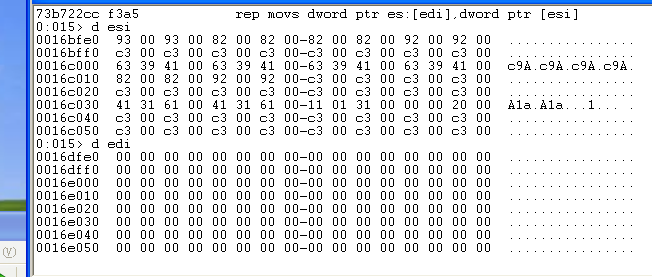 73b722cc f3a5 rep movs dword ptr es:[edi],dword ptr [esi]
0:015> d esi
0016bfe0 93 00 93 00 82 00 82 00-82 00 82 00 92 00 92 00 ................
0016bff0 c3 00 c3 00 c3 00 c3 00-c3 00 c3 00 c3 00 c3 00 ................
0016c000 63 39 41 00 63 39 41 00-63 39 41 00 63 39 41 00 c9A.c9A.c9A.c9A.
0016c010 82 00 82 00 92 00 92 00-c3 00 c3 00 c3 00 c3 00 ................
0016c020 c3 00 c3 00 c3 00 c3 00-c3 00 c3 00 c3 00 c3 00 ................
0016c030 41 31 61 00 41 31 61 00-11 01 31 00 00 00 20 00 A1a.A1a...1... .
0016c040 c3 00 c3 00 c3 00 c3 00-c3 00 c3 00 c3 00 c3 00 ................
0016c050 c3 00 c3 00 c3 00 c3 00-c3 00 c3 00 c3 00 c3 00 ................
0:015> d edi
0016dfe0 00 00 00 00 00 00 00 00-00 00 00 00 00 00 00 00 ................
0016dff0 00 00 00 00 00 00 00 00-00 00 00 00 00 00 00 00 ................
0016e000 00 00 00 00 00 00 00 00-00 00 00 00 00 00 00 00 ................
0016e010 00 00 00 00 00 00 00 00-00 00 00 00 00 00 00 00 ................
0016e020 00 00 00 00 00 00 00 00-00 00 00 00 00 00 00 00 ................
0016e030 00 00 00 00 00 00 00 00-00 00 00 00 00 00 00 00 ................
0016e040 00 00 00 00 00 00 00 00-00 00 00 00 00 00 00 00 ................
0016e050 00 00 00 00 00 00 00 00-00 00 00 00 00 00 00 00 ................
(V)